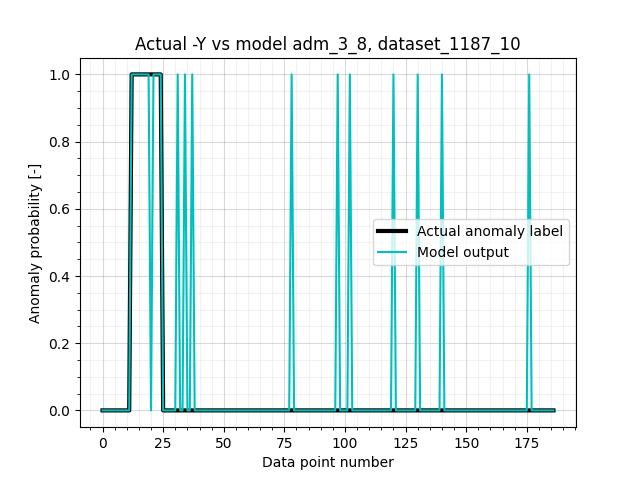 Actual -Y vs model adm_3_8, dataset_1187_10
Anomaly probability [-]
1.0
0.8
0.6
0.4
0.2
0.0
Actual anomaly label
Model output
0 25 50 75 100 125 150 175
Data point number